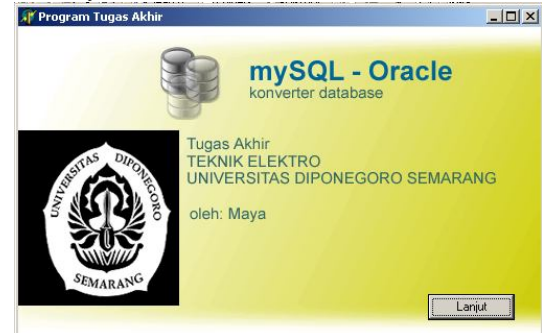 Program Tugas Akhir
mySQL - Oracle
konverter database
Tugas Akhir
TEKNIK ELEKTRO
UNIVERSITAS DIPONEGORO SEMARANG
oleh: Maya
UNIVERSITAS DIPONEGORO
SEMARANG
Lanjut